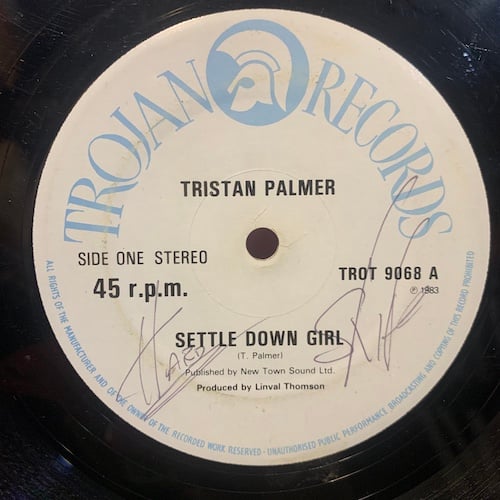 TROJAN RECORDS
TRISTAN PALMER
SIDE ONE STEREO
45 r.p.m.
TROT 9068 A
℗ 1983
SETTLE DOWN GIRL
(T. Palmer)
Published by New Town Sound Ltd.
Produced by Linval Thomson
ALL RIGHTS OF THE MANUFACTURER AND OF THE OWNER OF THE RECORDED WORK RESERVED - UNAUTHORISED PUBLIC PERFORMANCE, BROADCASTING AND COPYING OF THIS RECORD PROHIBITED